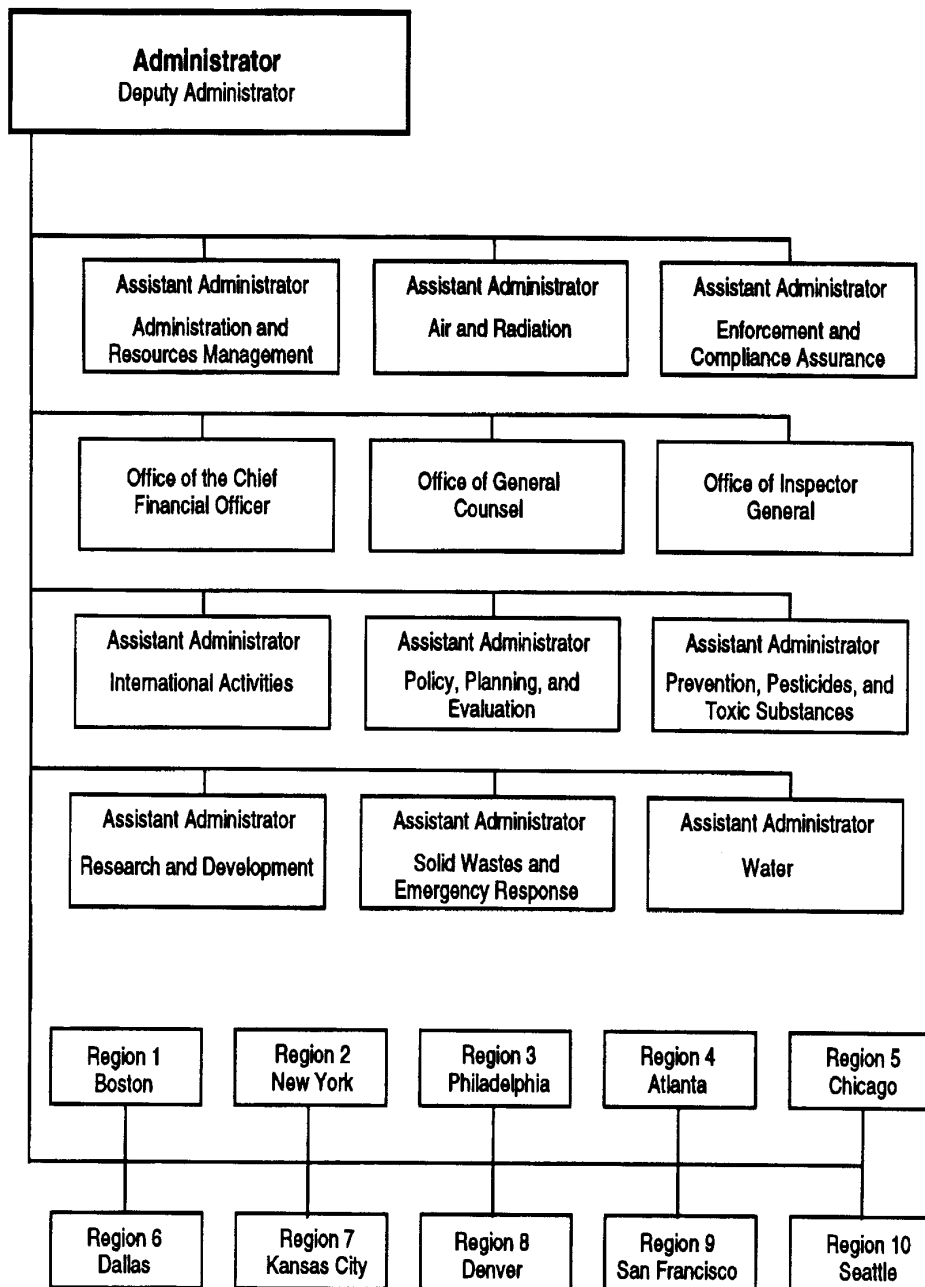 Administrator
Deputy Administrator
Assistant Administrator
Administration and
Resources Management
Assistant Administrator
Air and Radiation
Assistant Administrator
Enforcement and
Compliance Assurance
Office of the Chief
Financial Officer
Office of General
Counsel
Office of Inspector
General
Assistant Administrator
International Activities
Assistant Administrator
Policy, Planning, and
Evaluation
Assistant Administrator
Prevention, Pesticides, and
Toxic Substances
Assistant Administrator
Research and Development
Assistant Administrator
Solid Wastes and
Emergency Response
Assistant Administrator
Water
Region 1
Boston
Region 2
New York
Region 3
Philadelphia
Region 4
Atlanta
Region 5
Chicago
Region 6
Dallas
Region 7
Kansas City
Region 8
Denver
Region 9
San Francisco
Region 10
Seattle